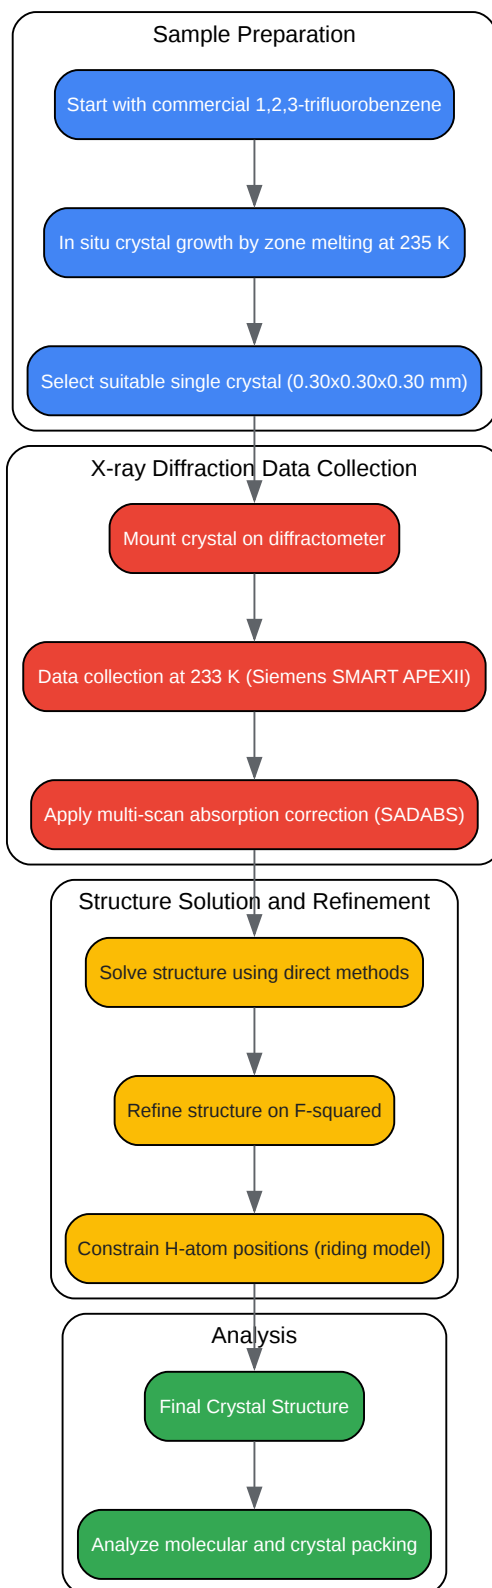 Sample Preparation
Start with commercial 1,2,3-trifluorobenzene
In situ crystal growth by zone melting at 235 K
Select suitable single crystal (0.30x0.30x0.30 mm)
X-ray Diffraction Data Collection
Mount crystal on diffractometer
Data collection at 233 K (Siemens SMART APEXII)
Apply multi-scan absorption correction (SADABS)
Structure Solution and Refinement
Solve structure using direct methods
Refine structure on F-squared
Constrain H-atom positions (riding model)
Analysis
Final Crystal Structure
Analyze molecular and crystal packing